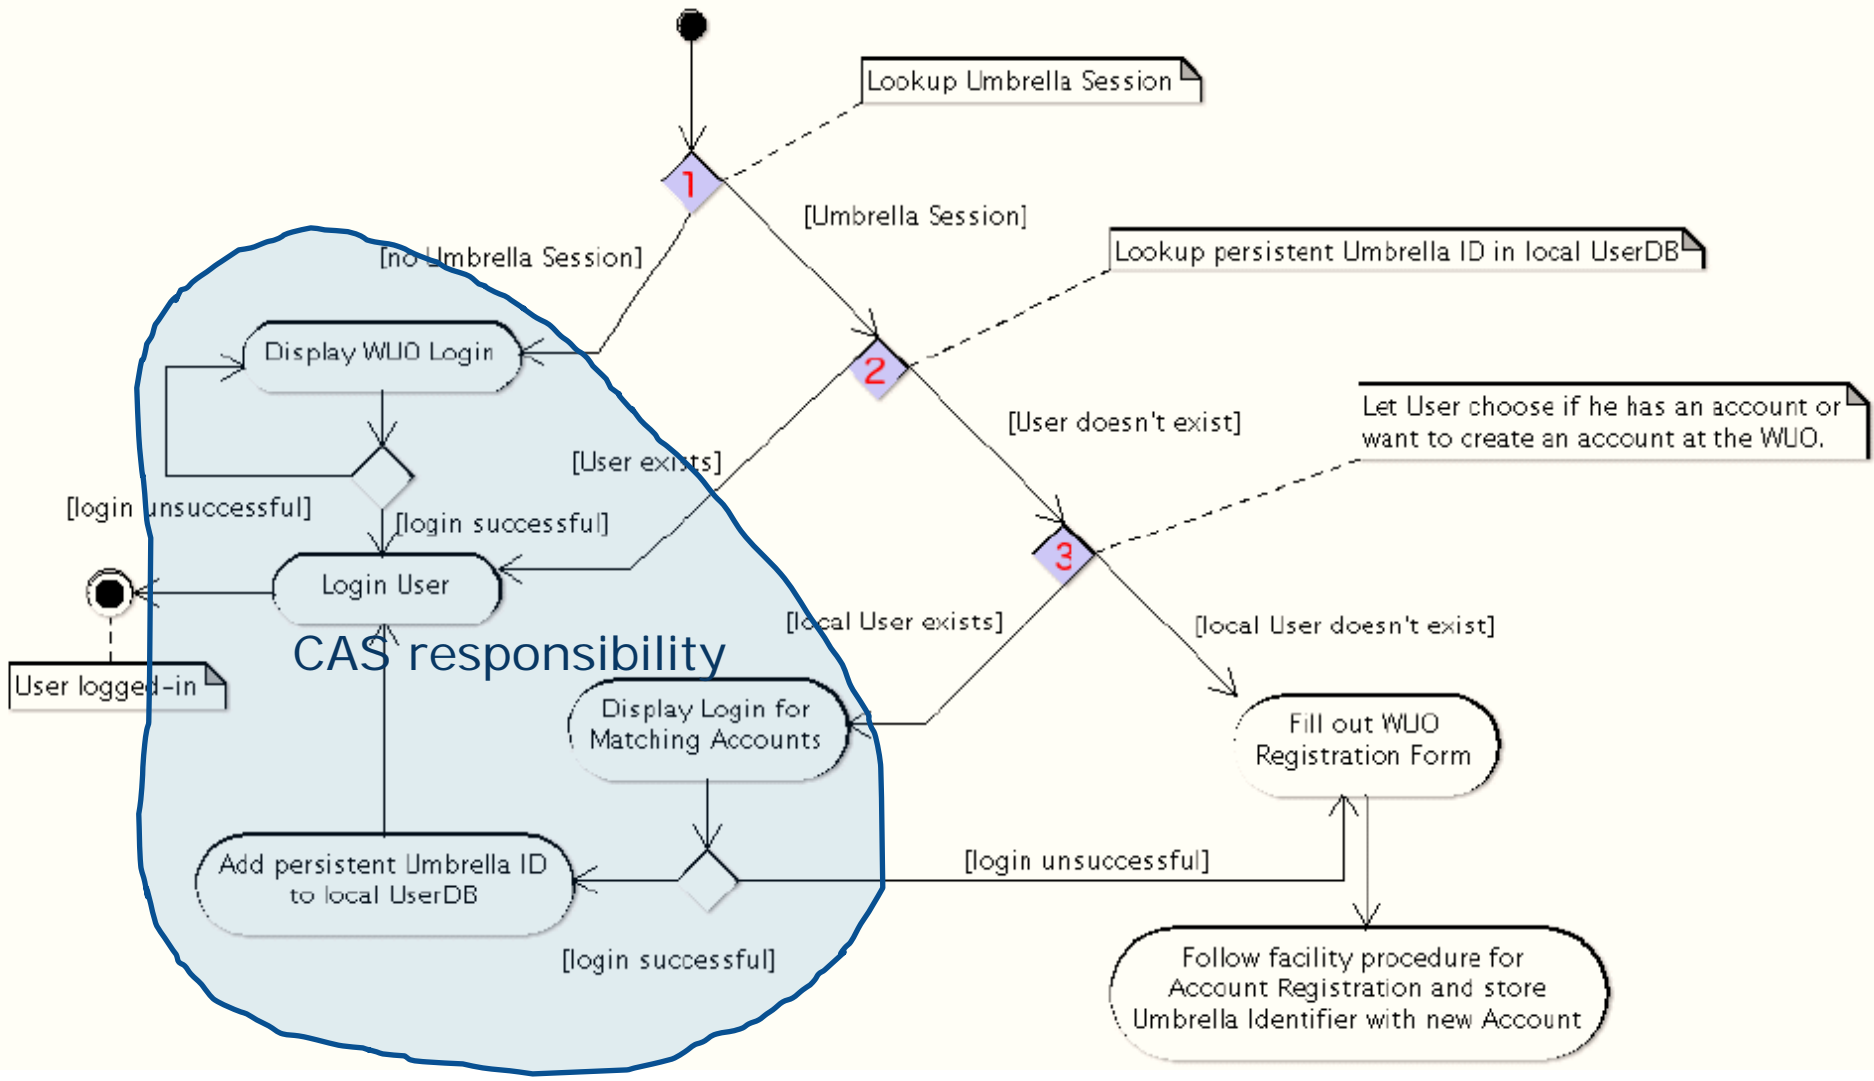 Lookup Umbrella Session
1
[Umbrella Session]
[no Umbrella Session]
Lookup persistent Umbrella ID in local UserDB
Display WUO Login
2
Let User choose if he has an account or
want to create an account at the WUO.
[User doesn't exist]
[User exists]
[login unsuccessful]
[login successful]
3
Login User
[local User exists]
[local User doesn't exist]
CAS responsibility
User logged-in
Display Login for
Matching Accounts
Fill out WUO
Registration Form
Add persistent Umbrella ID
to local UserDB
[login unsuccessful]
[login successful]
Follow facility procedure for
Account Registration and store
Umbrella Identifier with new Account